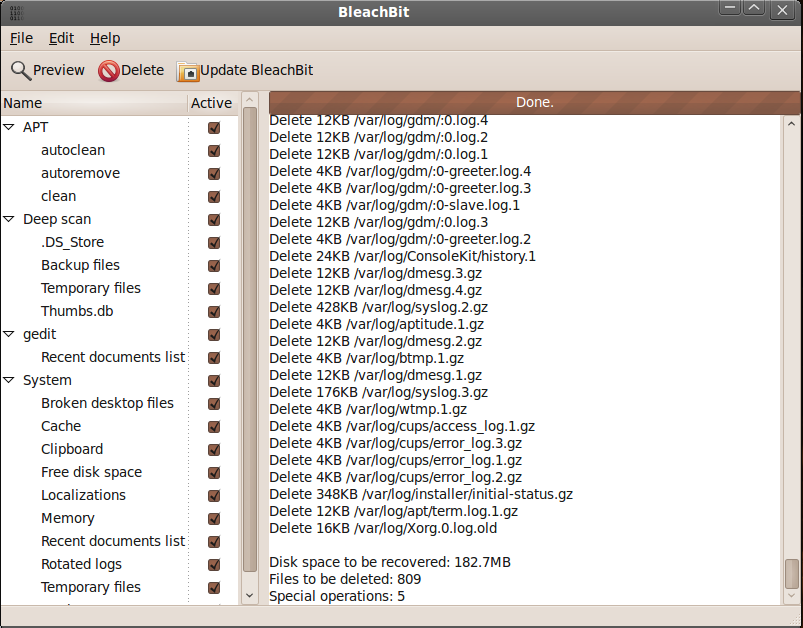 BleachBit
File Edit Help
Preview Delete Update BleachBit
Name Active
APT
autoclean
autoremove
clean
Deep scan
.DS_Store
Backup files
Temporary files
Thumbs.db
gedit
Recent documents list
System
Broken desktop files
Cache
Clipboard
Free disk space
Localizations
Memory
Recent documents list
Rotated logs
Temporary files
Done.
Delete 12KB /var/log/gdm/:0.log.4
Delete 12KB /var/log/gdm/:0.log.2
Delete 12KB /var/log/gdm/:0.log.1
Delete 4KB /var/log/gdm/:0-greeter.log.4
Delete 4KB /var/log/gdm/:0-greeter.log.3
Delete 4KB /var/log/gdm/:0-slave.log.1
Delete 12KB /var/log/gdm/:0.log.3
Delete 4KB /var/log/gdm/:0-greeter.log.2
Delete 24KB /var/log/ConsoleKit/history.1
Delete 12KB /var/log/dmesg.3.gz
Delete 12KB /var/log/dmesg.4.gz
Delete 428KB /var/log/syslog.2.gz
Delete 4KB /var/log/aptitude.1.gz
Delete 12KB /var/log/dmesg.2.gz
Delete 4KB /var/log/btmp.1.gz
Delete 12KB /var/log/dmesg.1.gz
Delete 176KB /var/log/syslog.3.gz
Delete 4KB /var/log/wtmp.1.gz
Delete 4KB /var/log/cups/access_log.1.gz
Delete 4KB /var/log/cups/error_log.3.gz
Delete 4KB /var/log/cups/error_log.1.gz
Delete 4KB /var/log/cups/error_log.2.gz
Delete 348KB /var/log/installer/initial-status.gz
Delete 12KB /var/log/apt/term.log.1.gz
Delete 16KB /var/log/Xorg.0.log.old
Disk space to be recovered: 182.7MB
Files to be deleted: 809
Special operations: 5